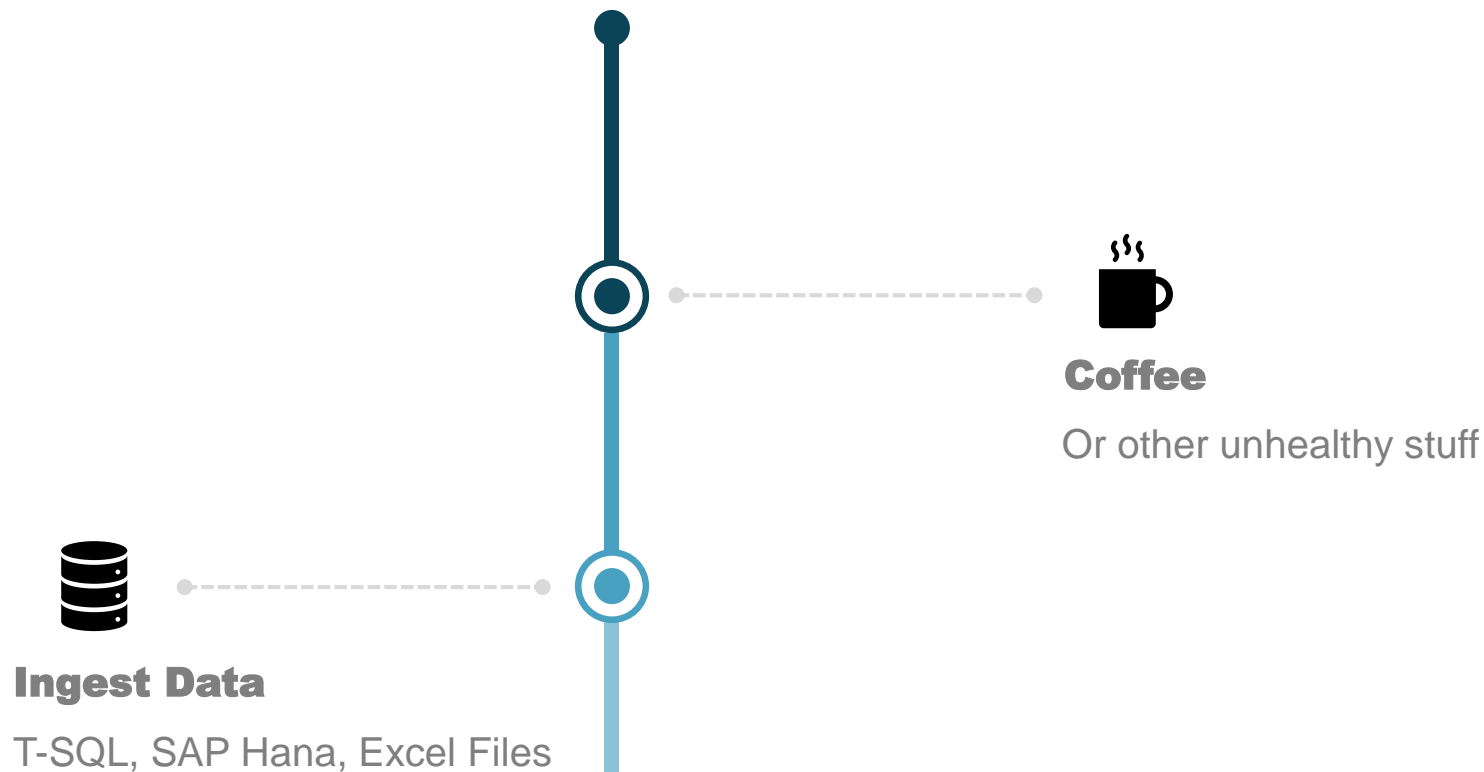 Coffee
Or other unhealthy stuff
Ingest Data
T-SQL, SAP Hana, Excel Files